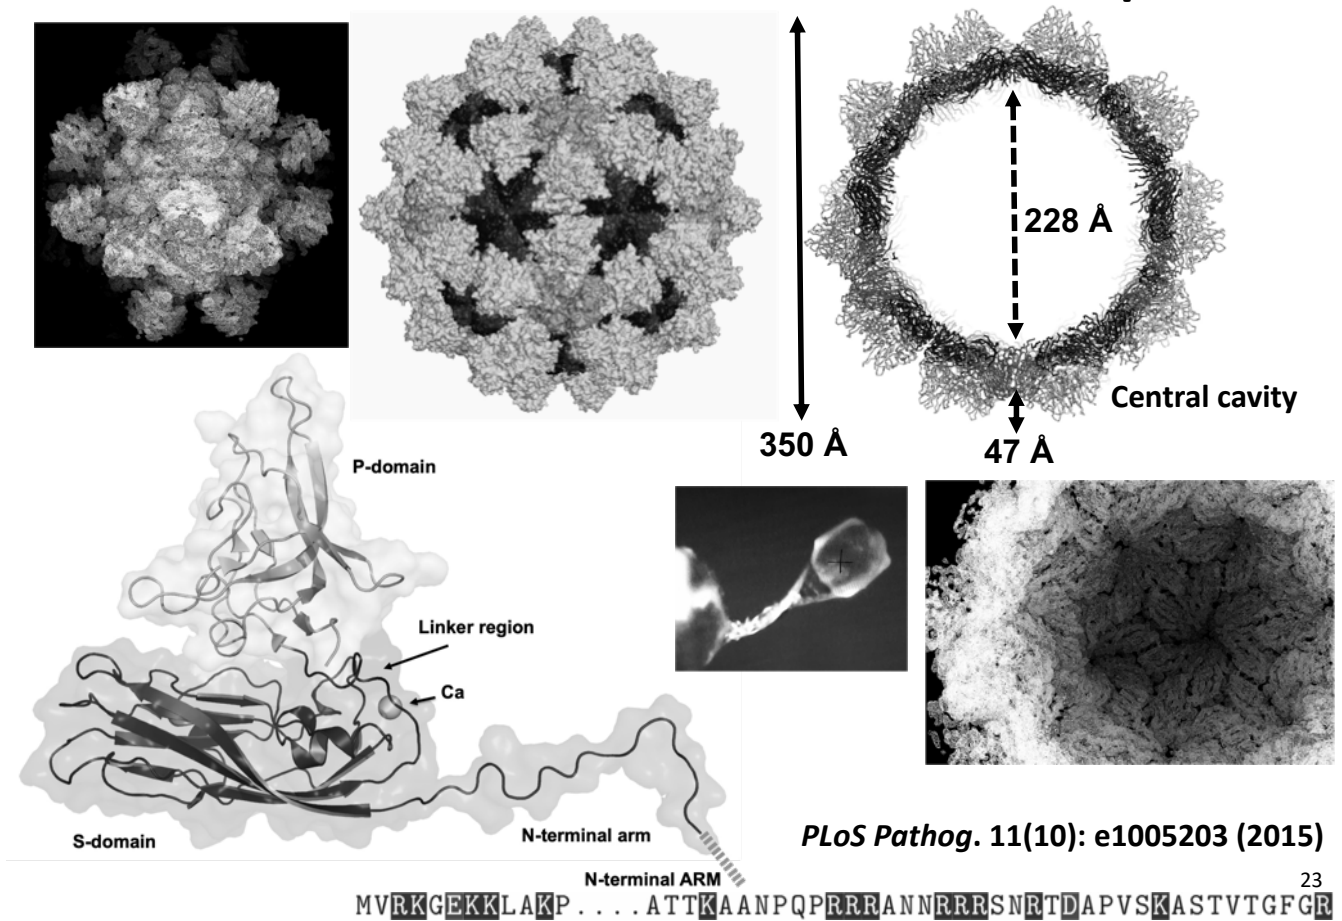 228 Å
Central cavity
350 Å
47 Å
P-domain
Linker region
Ca
S-domain
N-terminal arm
PLoS Pathog. 11(10): e1005203 (2015)
N-terminal ARM
23
MVRKGEKKLAKP....ATTKAANPQPRRRANNRRRSNRTDAPVSKASTVTGFGR